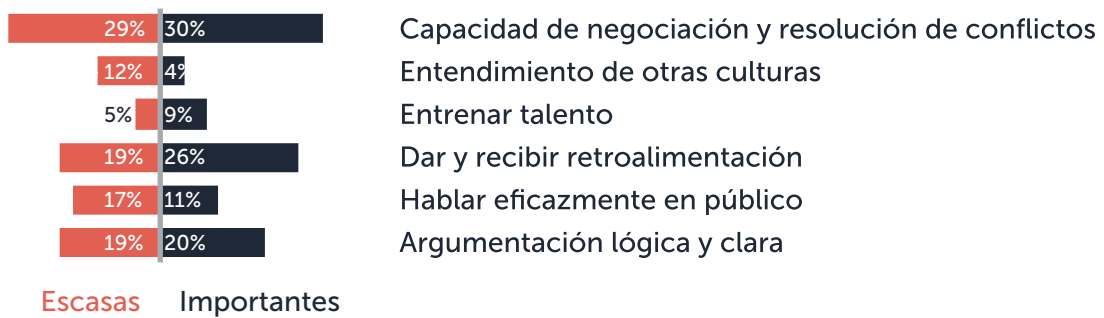 29% 30% Capacidad de negociación y resolución de conflictos
12% 4% Entendimiento de otras culturas
5% 9% Entrenar talento
19% 26% Dar y recibir retroalimentación
17% 11% Hablar eficazmente en público
19% 20% Argumentación lógica y clara
Escasas Importantes